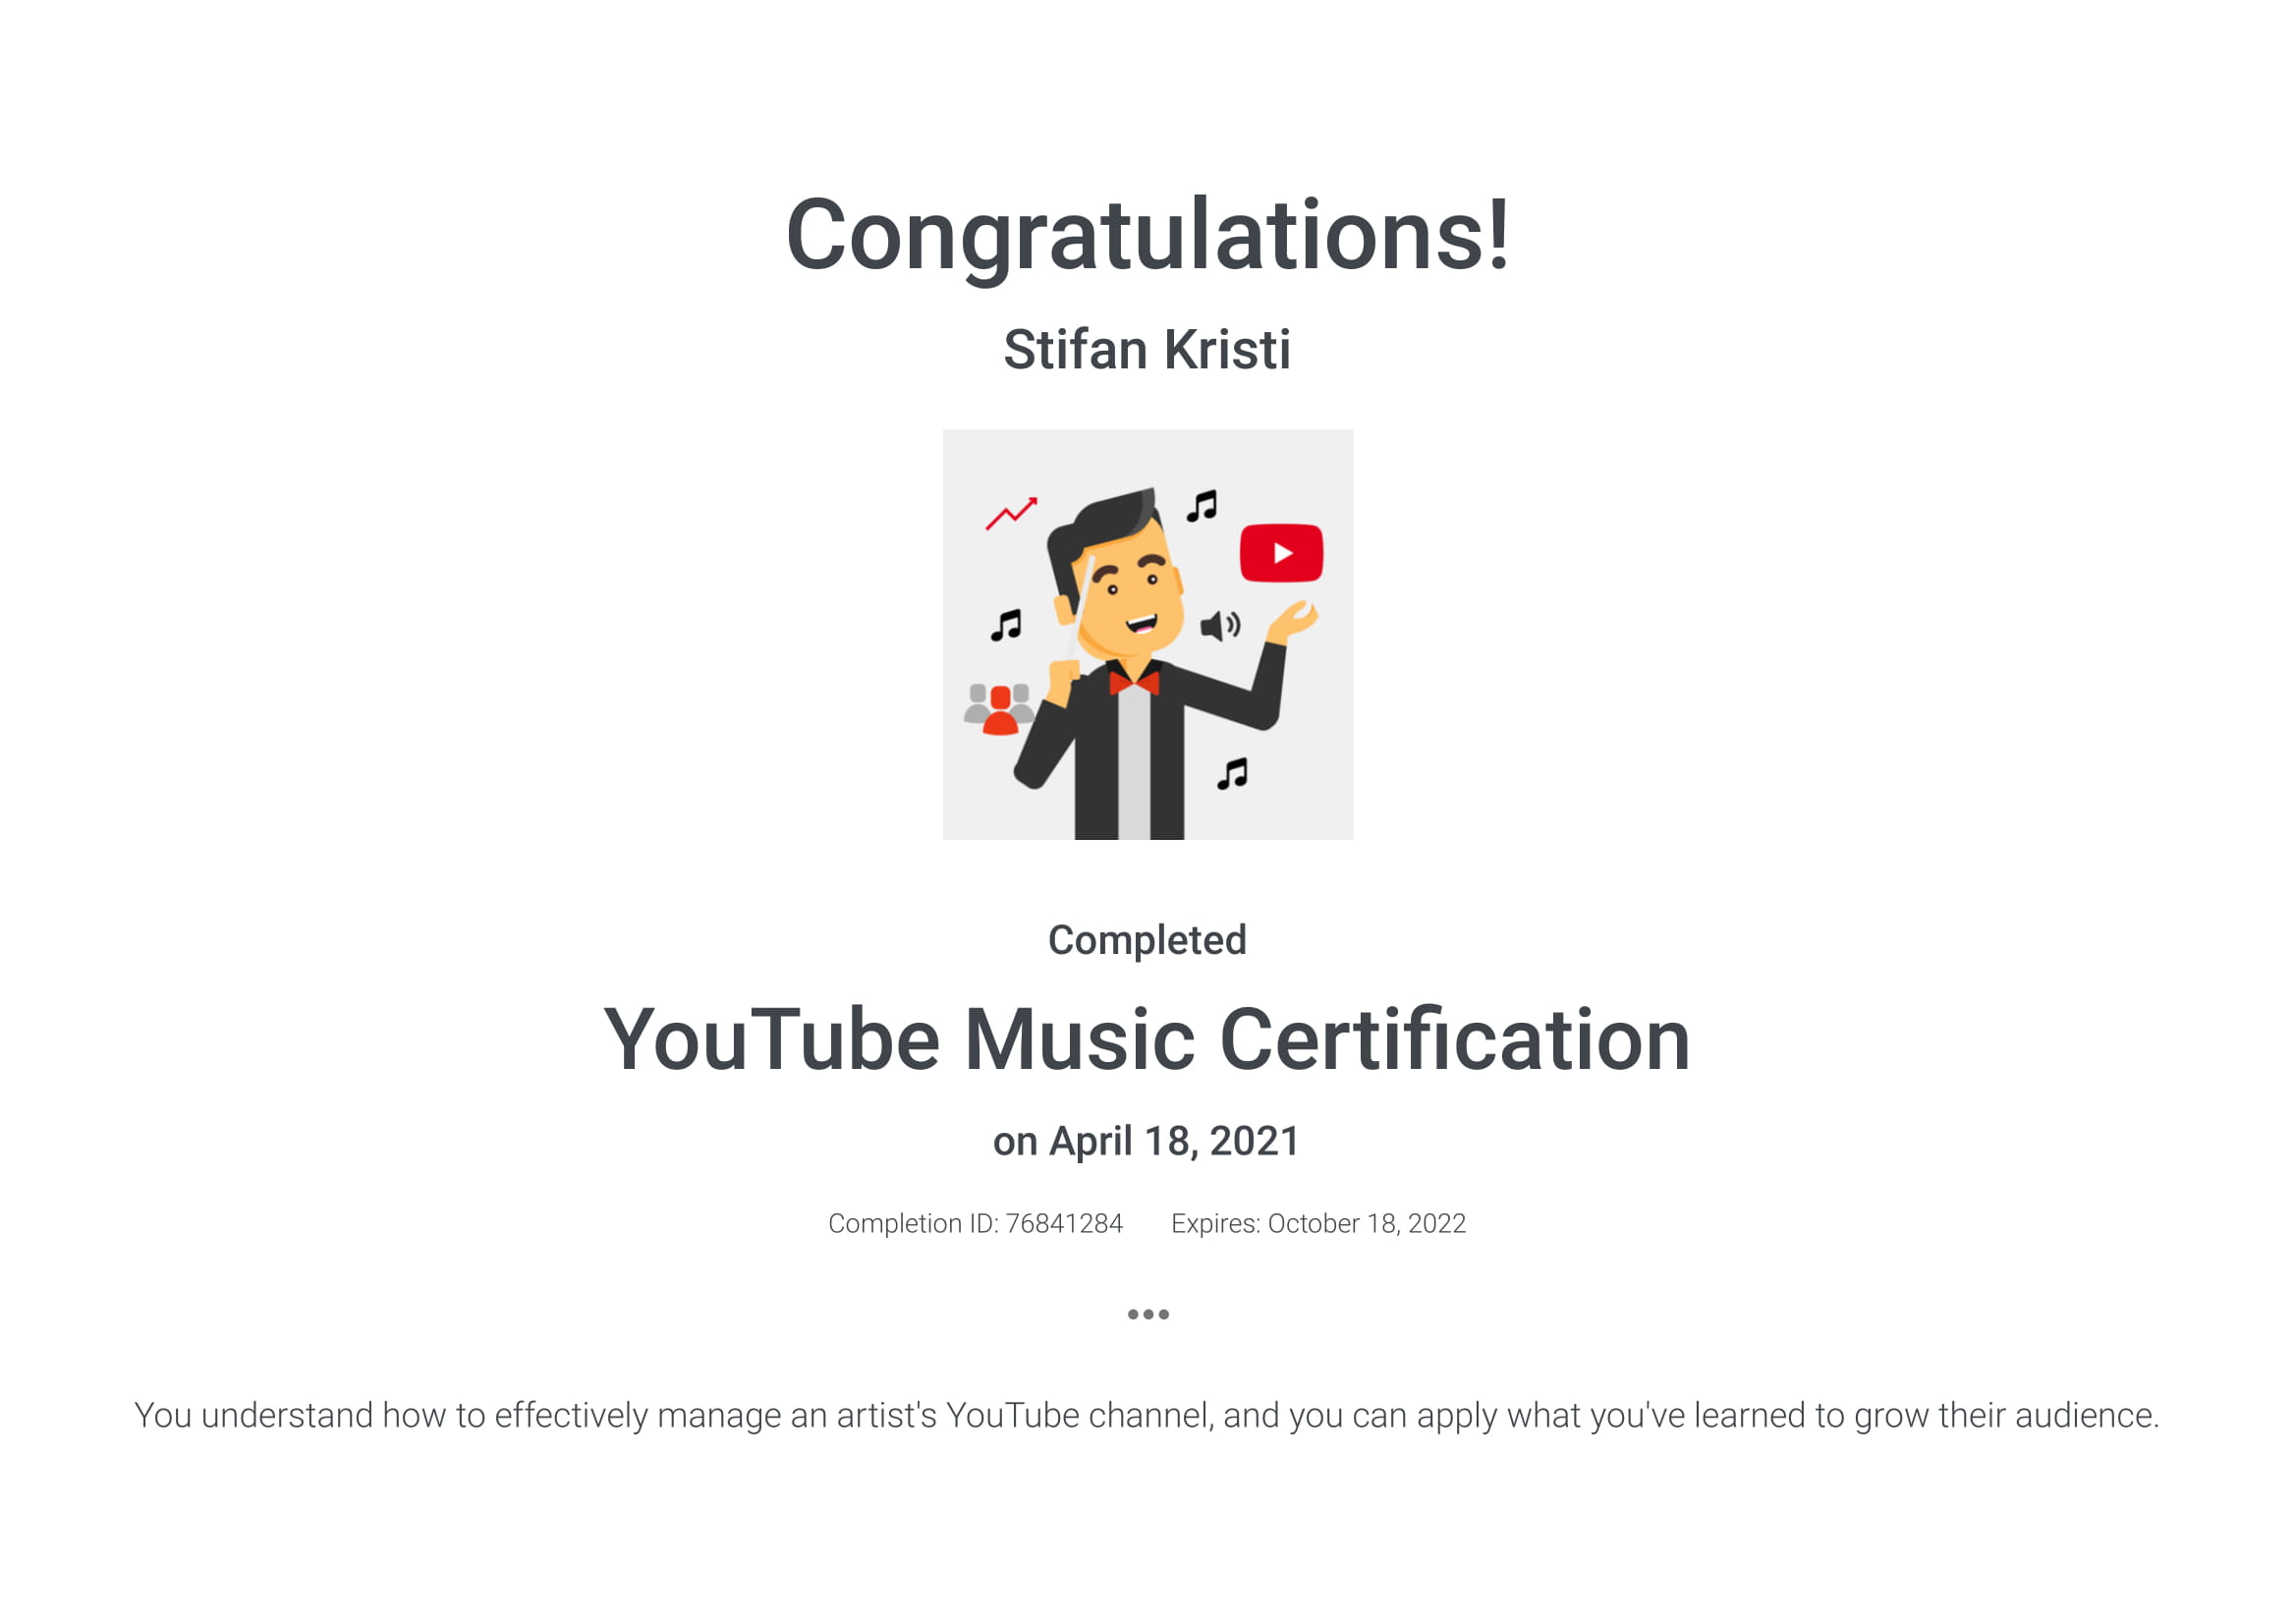 Congratulations!
Stifan Kristi
Completed
YouTube Music Certification
on April 18, 2021
Completion ID: 76841284 Expires: October 18, 2022
•••
You understand how to effectively manage an artist's YouTube channel, and you can apply what you've learned to grow their audience.